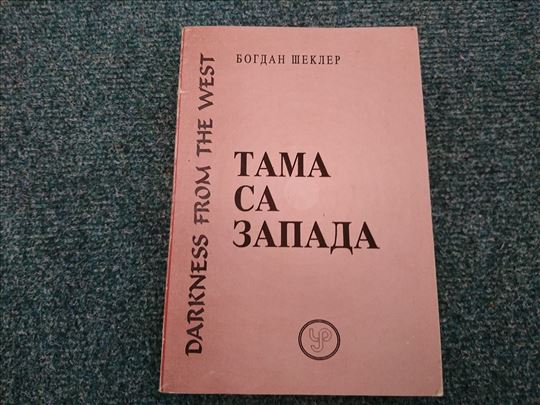 БОГДАН ШЕКЛЕР
DARKNESS FROM THE WEST
ТАМА
СА
ЗАПАДА